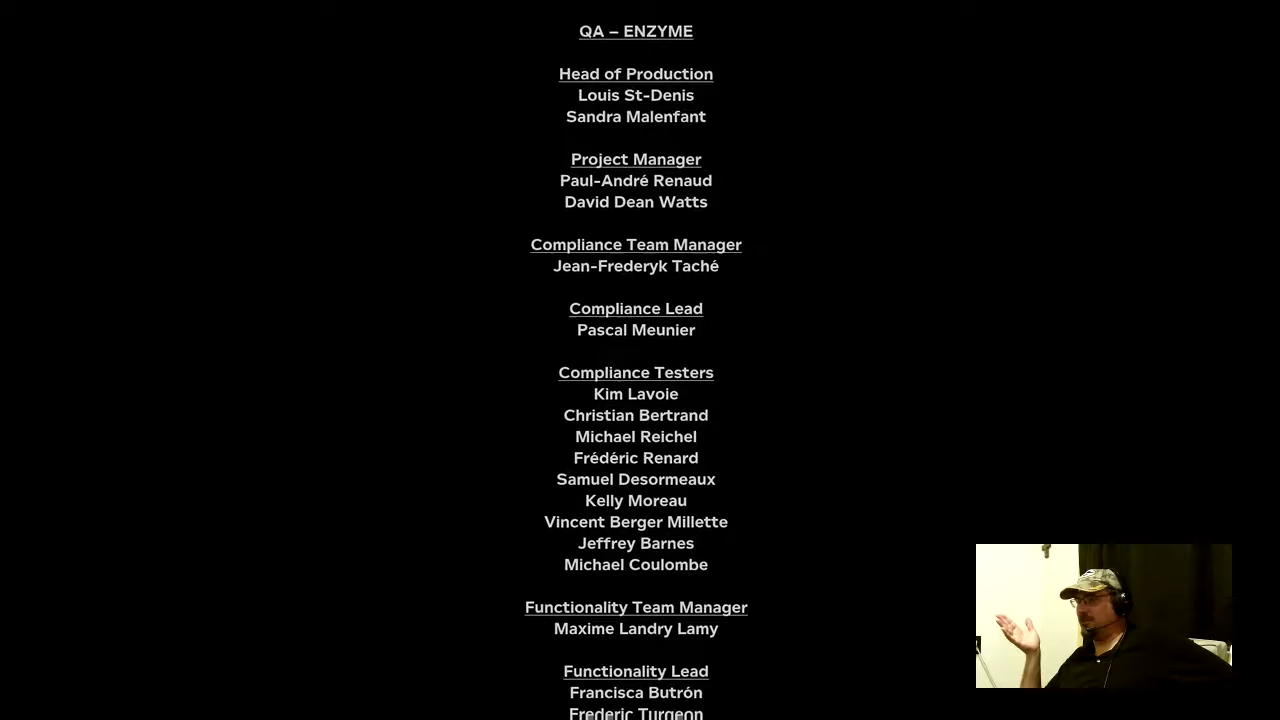 QA – ENZYME
Head of Production
Louis St-Denis
Sandra Malenfant
Project Manager
Paul-André Renaud
David Dean Watts
Compliance Team Manager
Jean-Frederyk Taché
Compliance Lead
Pascal Meunier
Compliance Testers
Kim Lavoie
Christian Bertrand
Michael Reichel
Frédéric Renard
Samuel Desormeaux
Kelly Moreau
Vincent Berger Millette
Jeffrey Barnes
Michael Coulombe
Functionality Team Manager
Maxime Landry Lamy
Functionality Lead
Francisca Butrón
Frederic Turgeon